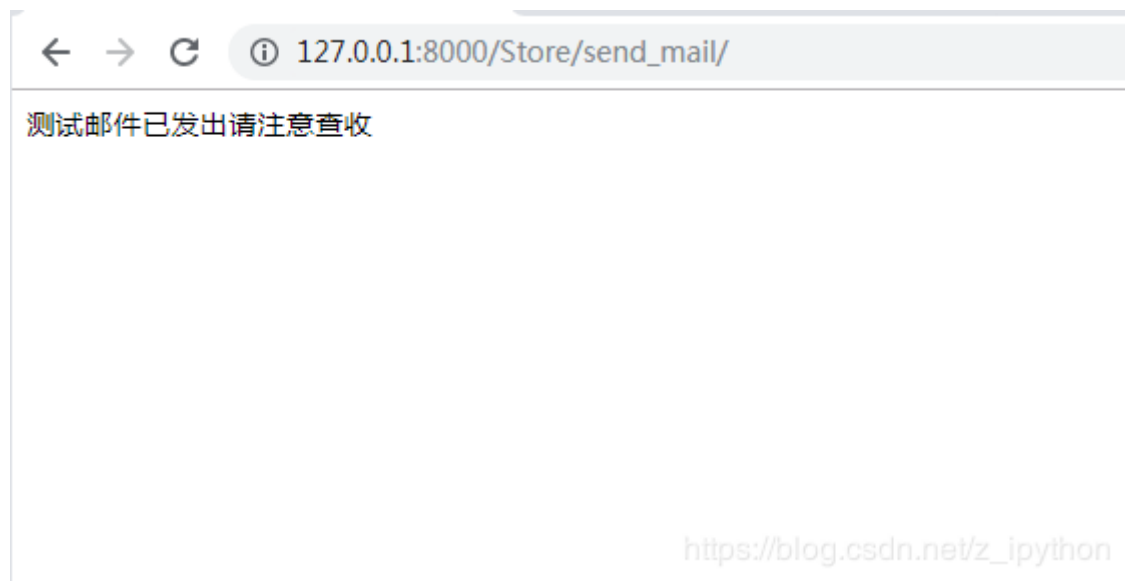 127.0.0.1:8000/Store/send_mail/
测试邮件已发出请注意查收
https://blog.csdn.net/z_ipython